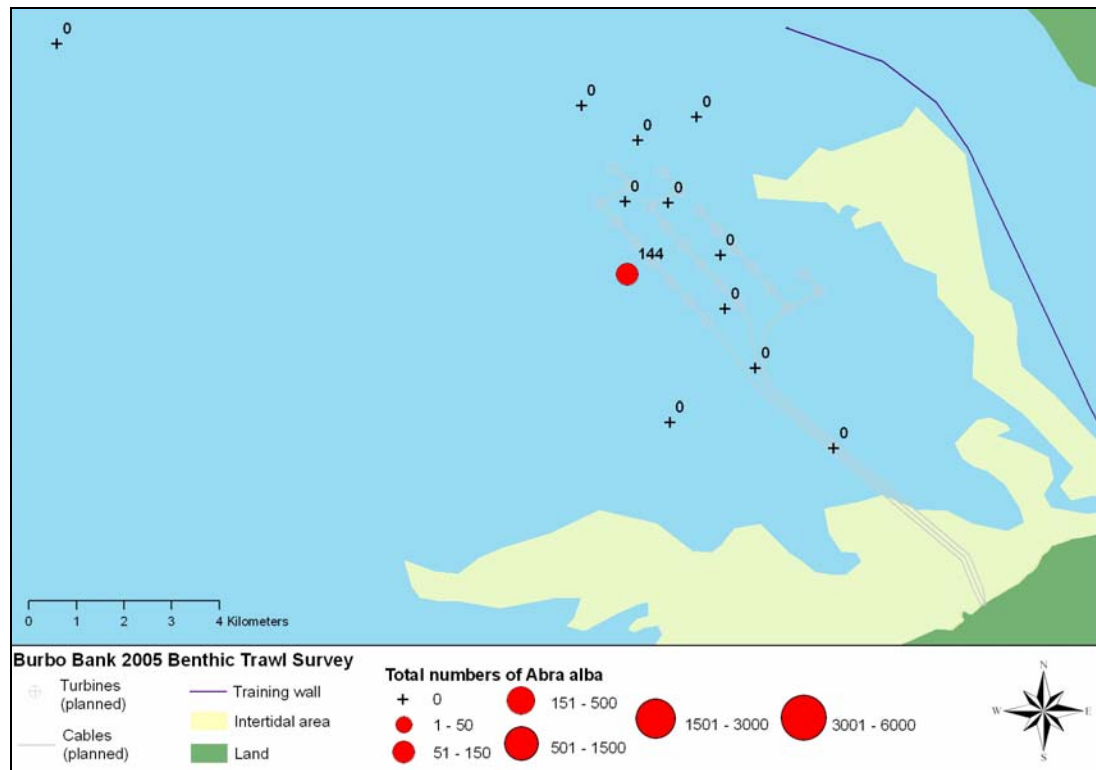 0
0
0
0
0
0
0
144
0
0
0
0
0 1 2 3 4 Kilometers
Burbo Bank 2005 Benthic Trawl Survey
Turbines
(planned)
Cables
(planned)
Training wall
Intertidal area
Land
Total numbers of Abra alba
0
1 - 50
51 - 150
151 - 500
501 - 1500
1501 - 3000
3001 - 6000
N
W E
S